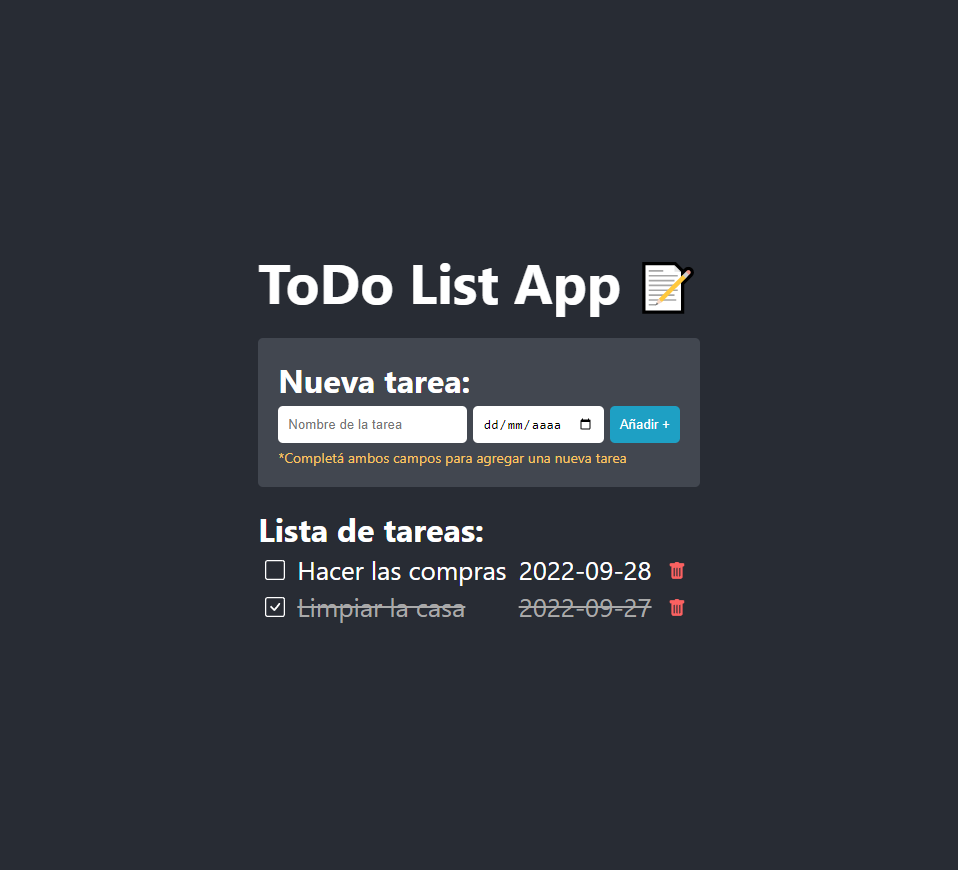 ToDo List App 📝
Nueva tarea:
Nombre de la tarea dd/mm/aaaa Añadir +
*Completá ambos campos para agregar una nueva tarea
Lista de tareas:
Hacer las compras 2022-09-28
Limpiar la casa 2022-09-27